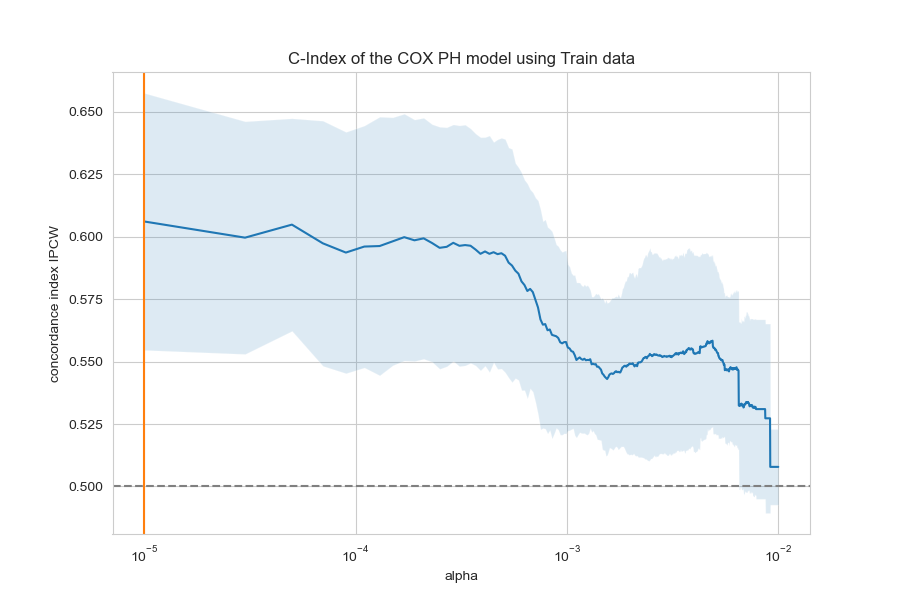 C-Index of the COX PH model using Train data
concordance index IPCW
0.650
0.625
0.600
0.575
0.550
0.525
0.500
10⁻⁵ 10⁻⁴ 10⁻³ 10⁻²
alpha